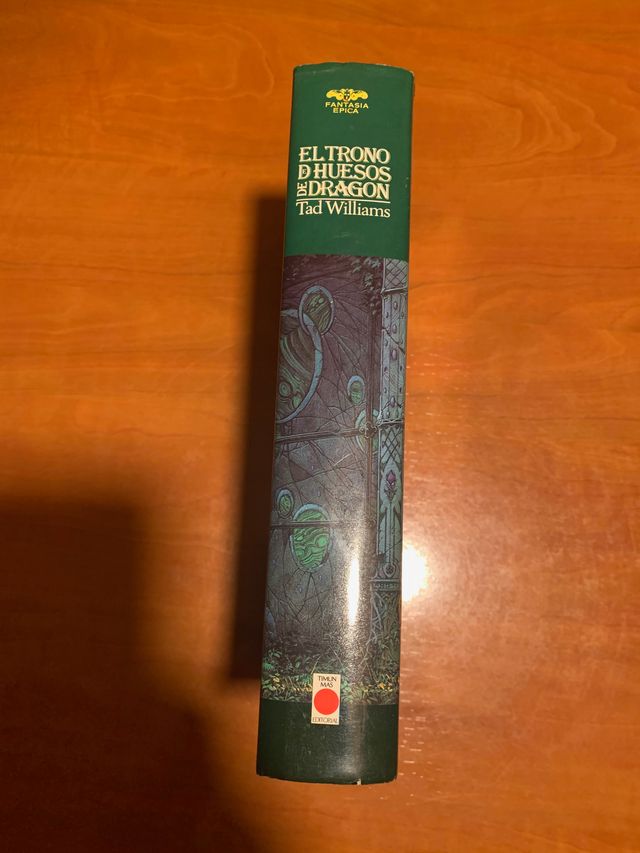 FANTASIA
EPICA
EL TRONO
DE HUESOS
DE DRAGON
Tad Williams
TIMUN
MAS
EDITORIAL